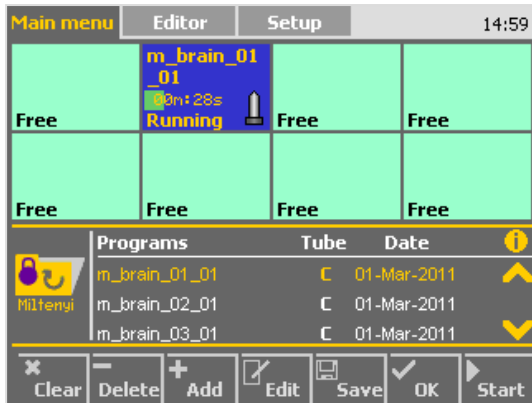 Main menu Editor Setup 14:59
m_brain_01
_01
00m:28s
Free Running Free Free
Free Free Free Free
Programs Tube Date i
m_brain_01_01 C 01-Mar-2011
Miltenyi m_brain_02_01 C 01-Mar-2011
m_brain_03_01 C 01-Mar-2011
Clear Delete Add Edit Save OK Start